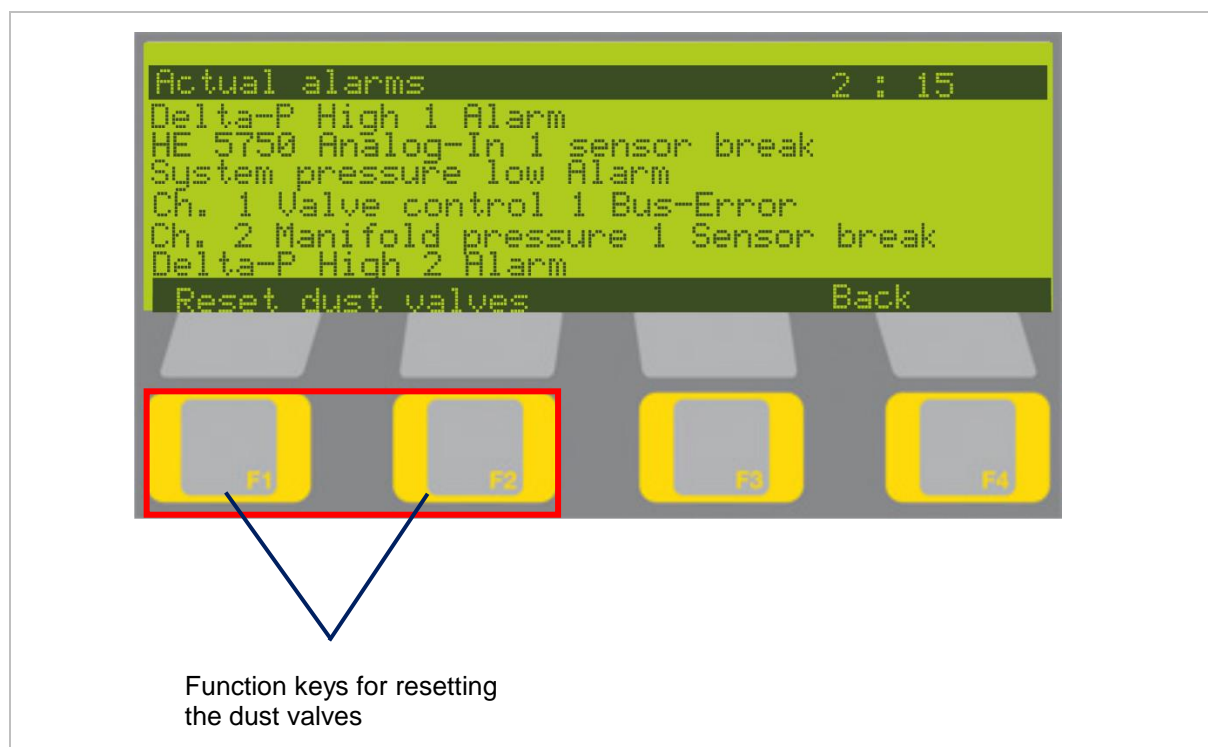 Actual alarms 2 : 15
Delta-P High 1 Alarm
HE 5750 Analog-In 1 sensor break
System pressure low Alarm
Ch. 1 Valve control 1 Bus-Error
Ch. 2 Manifold pressure 1 Sensor break
Delta-P High 2 Alarm
Reset dust valves Back
F1 F2 F3 F4
Function keys for resetting
the dust valves